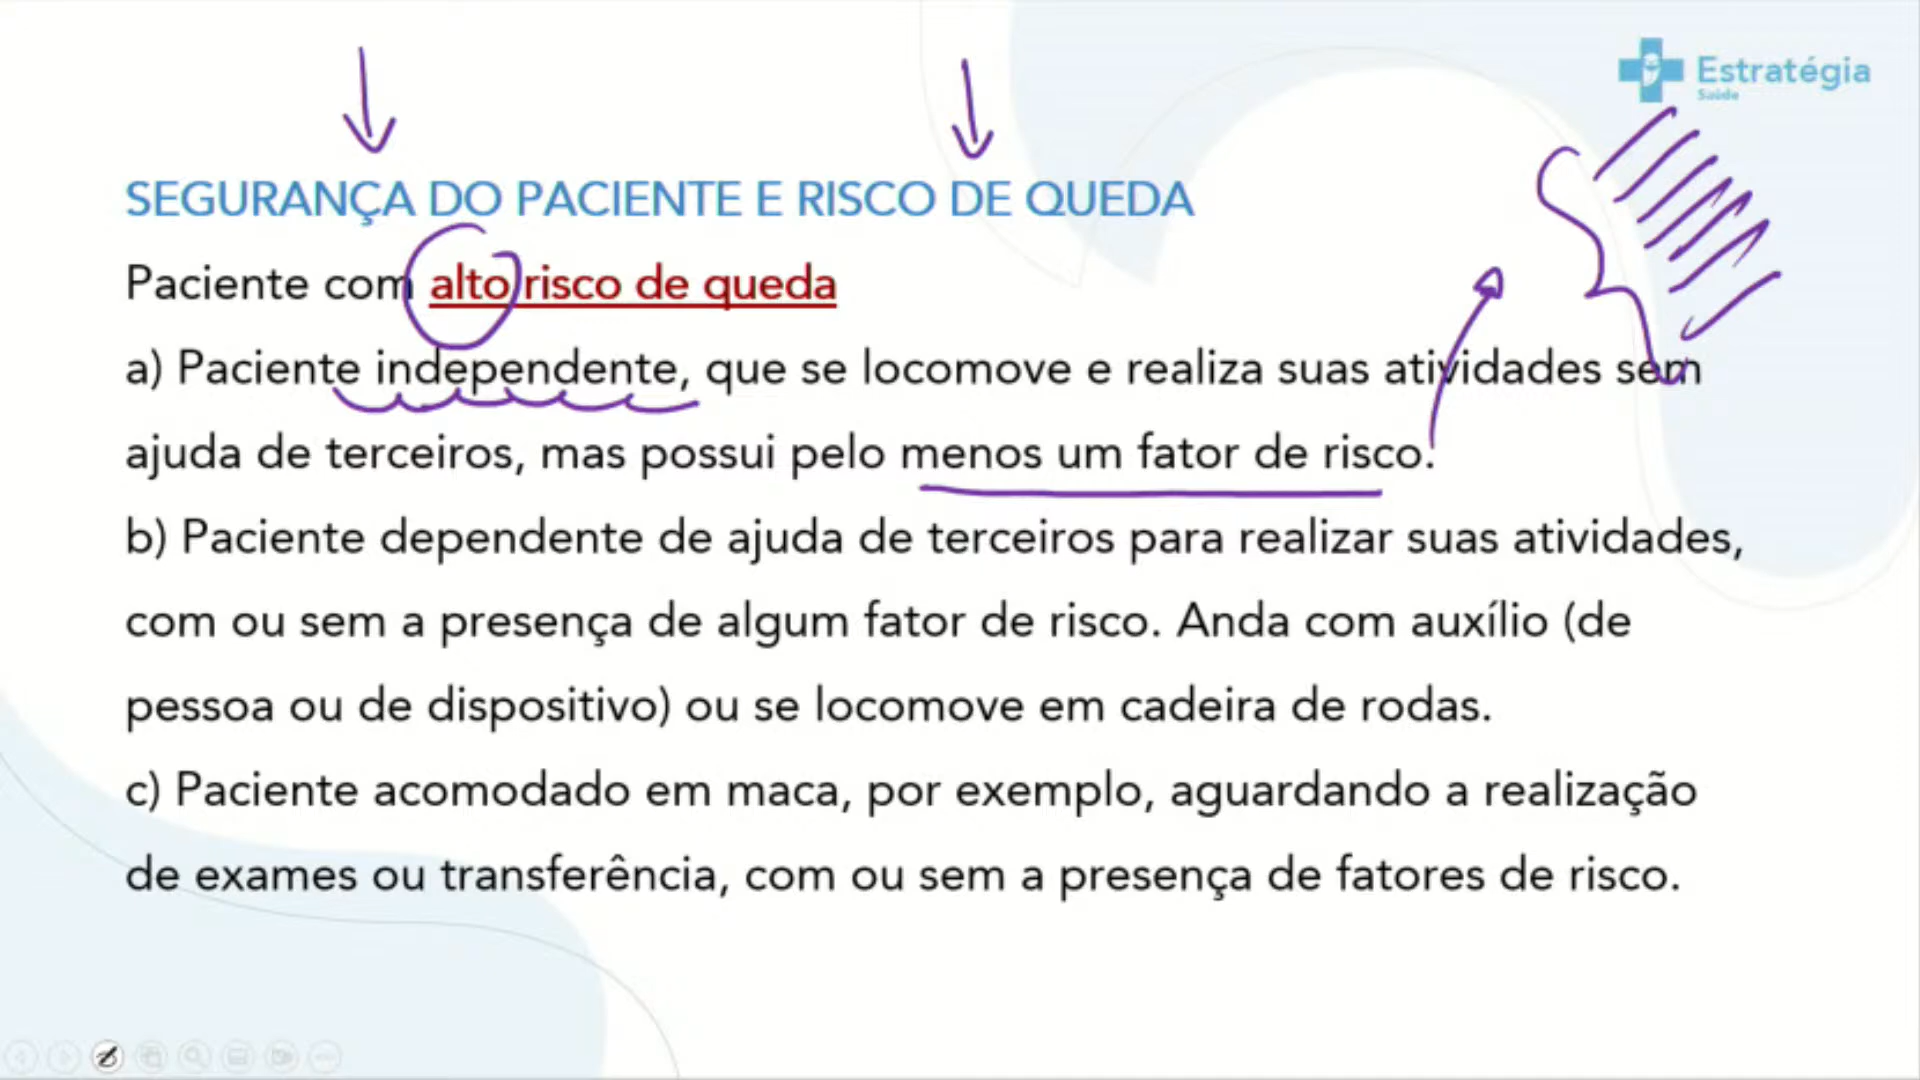 Estratégia
Saúde
SEGURANÇA DO PACIENTE E RISCO DE QUEDA
Paciente com alto risco de queda
a) Paciente independente, que se locomove e realiza suas atividades sem
ajuda de terceiros, mas possui pelo menos um fator de risco.
b) Paciente dependente de ajuda de terceiros para realizar suas atividades,
com ou sem a presença de algum fator de risco. Anda com auxílio (de
pessoa ou de dispositivo) ou se locomove em cadeira de rodas.
c) Paciente acomodado em maca, por exemplo, aguardando a realização
de exames ou transferência, com ou sem a presença de fatores de risco.